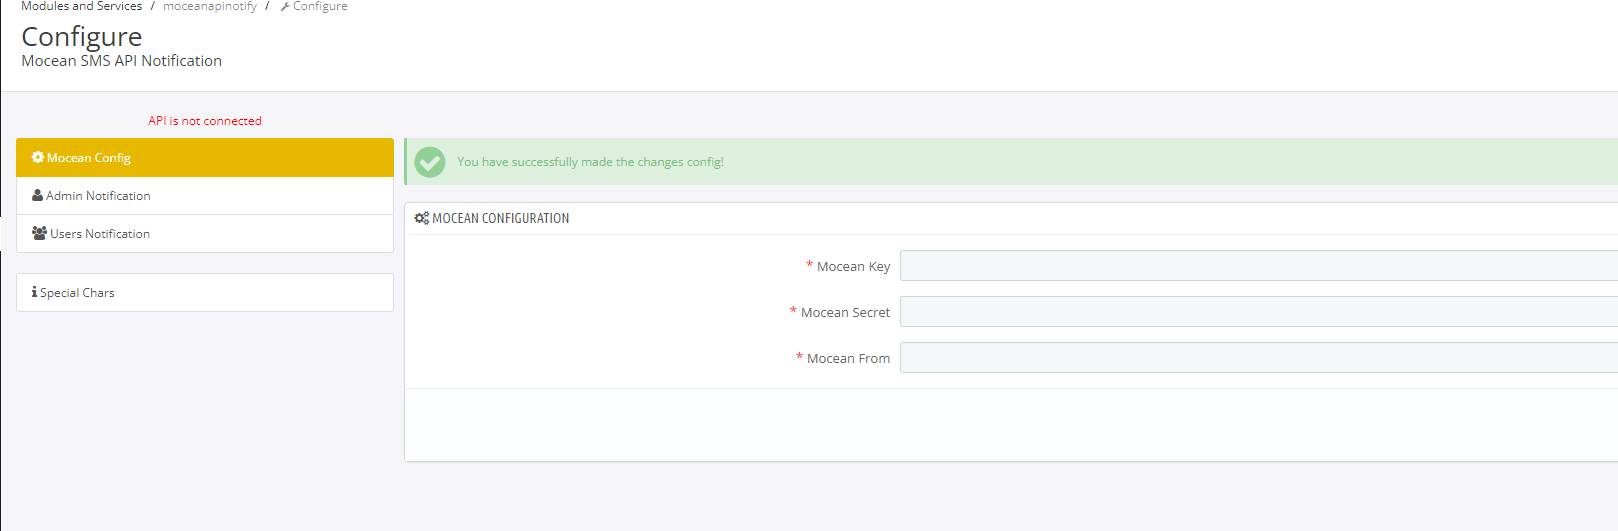 Modules and Services / moceanapinotify / Configure
Configure
Mocean SMS API Notification
API is not connected
Mocean Config
Admin Notification
Users Notification
Special Chars
You have successfully made the changes config!
MOCEAN CONFIGURATION
* Mocean Key
* Mocean Secret
* Mocean From